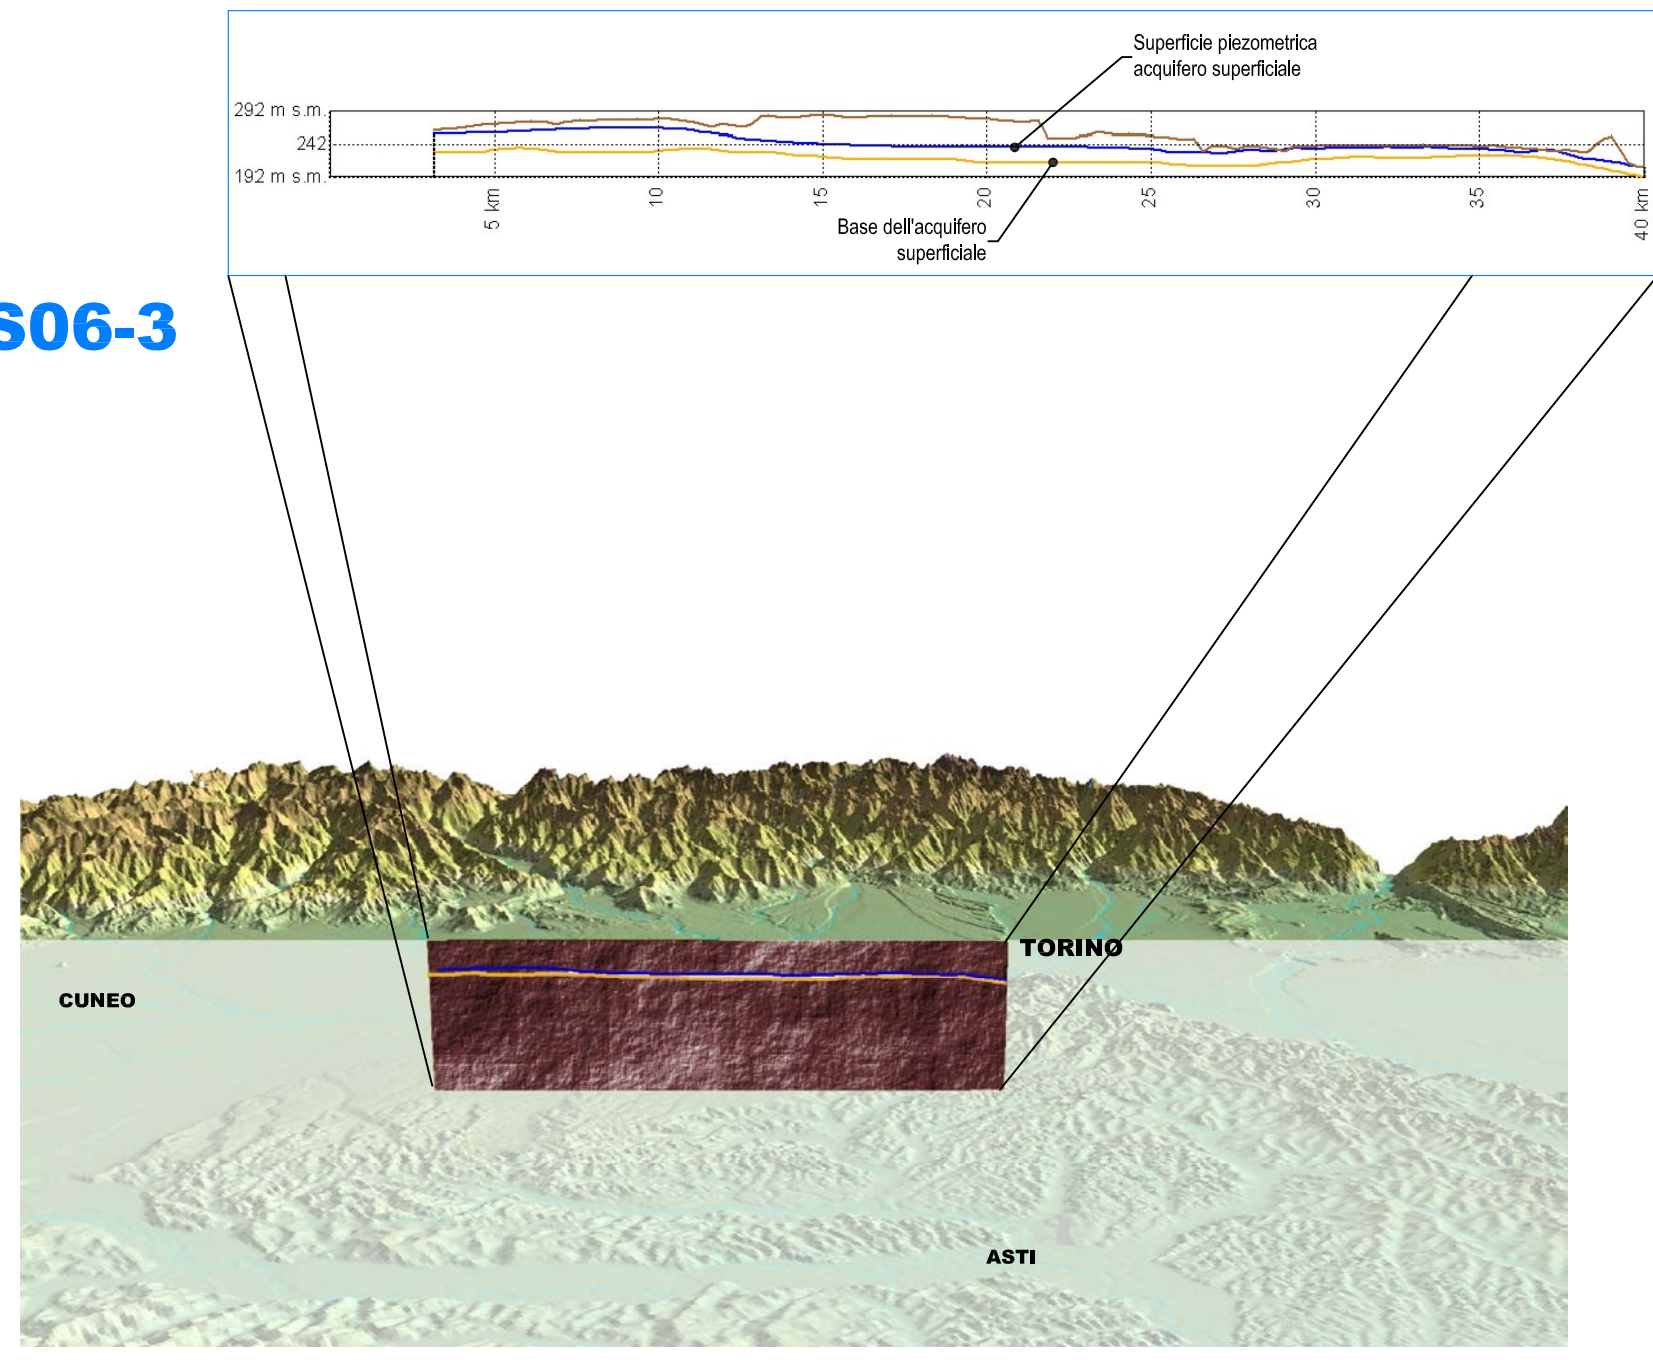 Superficie piezometrica
acquifero superficiale
292 m s.m.
242
192 m s.m.
5 km
10
15
20
25
30
35
40 km
Base dell'acquifero
superficiale
S06-3
TORINO
CUNEO
ASTI